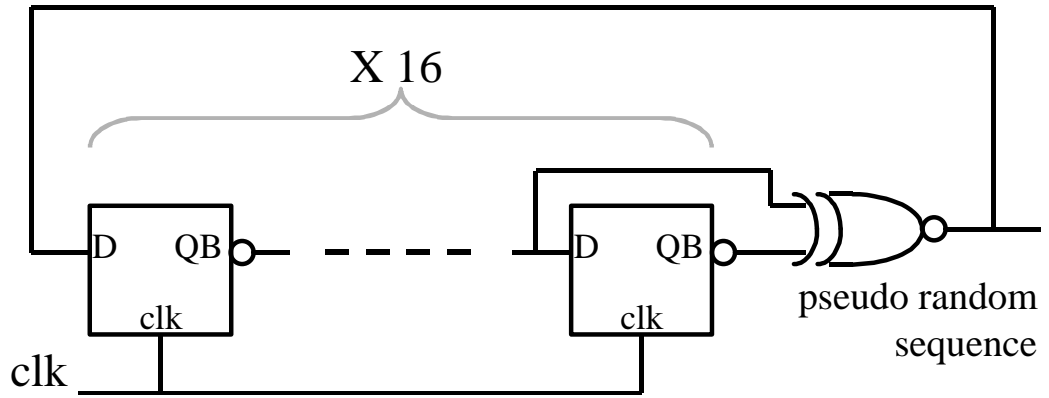 X 16
D QB
D QB
clk
clk
pseudo random
sequence
clk